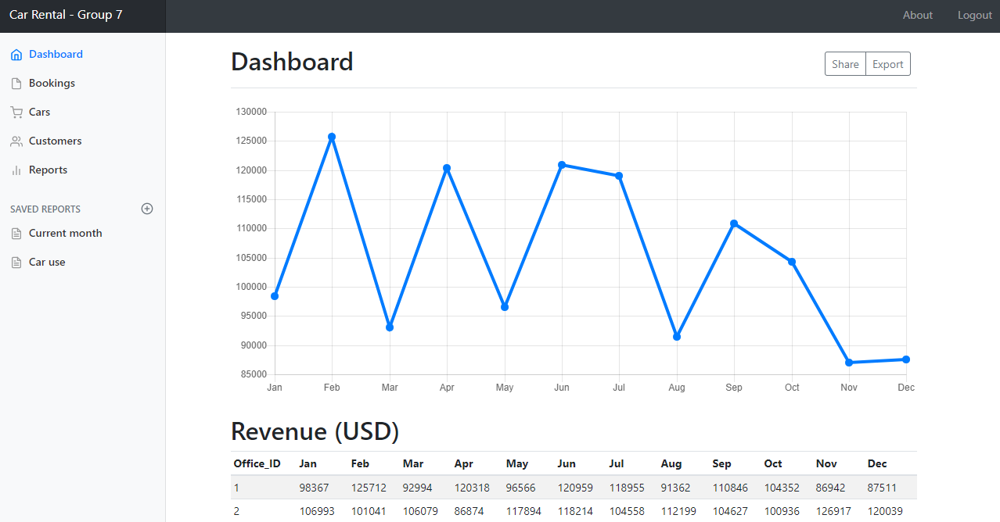 Car Rental - Group 7
About
Logout
Dashboard
Bookings
Cars
Customers
Reports
SAVED REPORTS
Current month
Car use
Dashboard
Share
Export
130000
125000
120000
115000
110000
105000
100000
95000
90000
85000
Jan Feb Mar Apr May Jun Jul Aug Sep Oct Nov Dec
Revenue (USD)
Office_ID Jan Feb Mar Apr May Jun Jul Aug Sep Oct Nov Dec
1 98367 125712 92994 120318 96566 120959 118955 91362 110846 104352 86942 87511
2 106993 101041 106079 86874 117894 118214 104558 112199 104627 100936 126917 120039